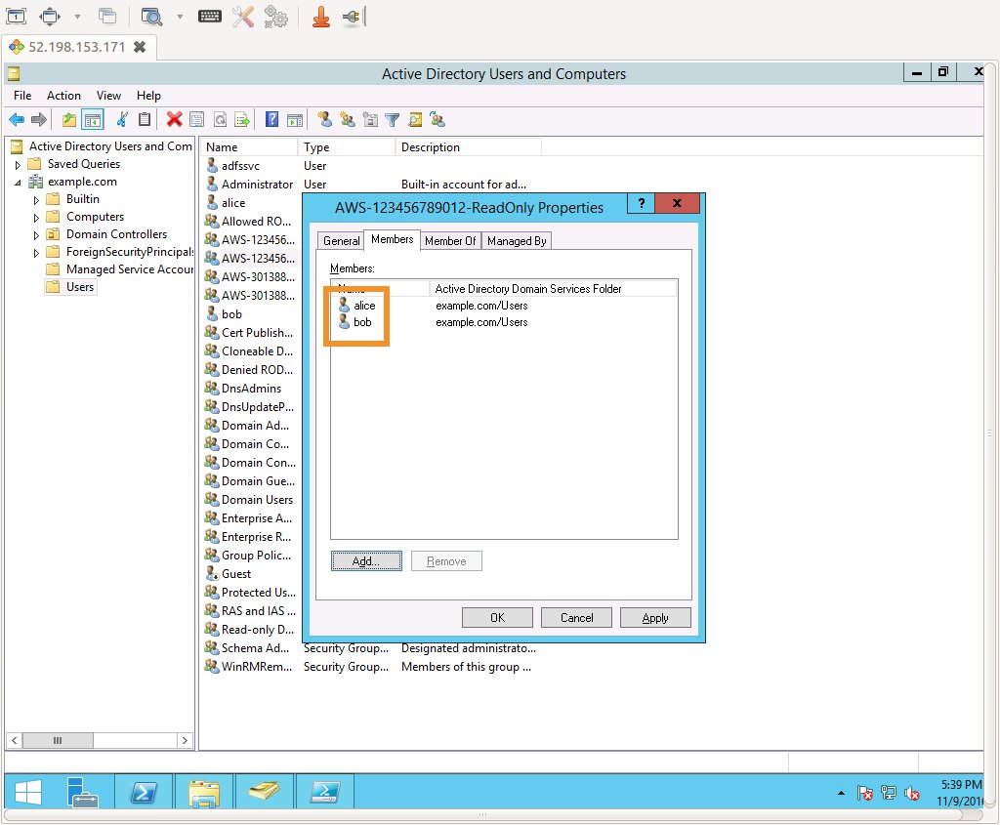 52.198.153.171
Active Directory Users and Computers
File Action View Help
Active Directory Users and Com
Saved Queries
example.com
Builtin
Computers
Domain Controllers
ForeignSecurityPrincipals
Managed Service Accour
Users
Name Type Description
adfssvc User
Administrator User Built-in account for ad...
alice
Allowed RO...
AWS-123456...
AWS-123456...
AWS-301388...
AWS-301388...
bob
Cert Publish...
Cloneable D...
Denied ROD...
DnsAdmins
DnsUpdateP...
Domain Ad...
Domain Co...
Domain Con...
Domain Gue...
Domain Users
Enterprise A...
Enterprise R...
Group Polic...
Guest
Protected Us...
RAS and IAS ...
Read-only D...
Schema Ad... Security Group... Designated administrato...
WinRMRem... Security Group... Members of this group ...
AWS-123456789012-ReadOnly Properties
? X
General Members Member Of Managed By
Members:
Name Active Directory Domain Services Folder
alice example.com/Users
bob example.com/Users
Add... Remove
OK Cancel Apply
5:39 PM
11/9/201